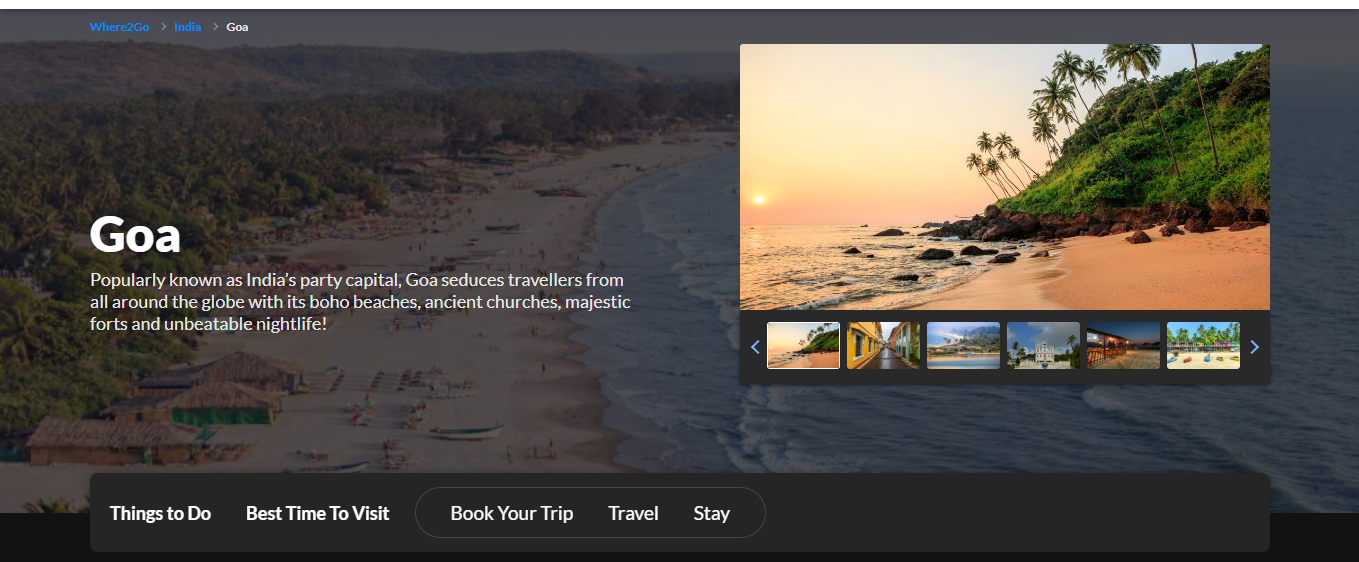 Where2Go > India > Goa
Goa
Popularly known as India's party capital, Goa seduces travellers from
all around the globe with its boho beaches, ancient churches, majestic
forts and unbeatable nightlife!
Things to Do Best Time To Visit Book Your Trip Travel Stay